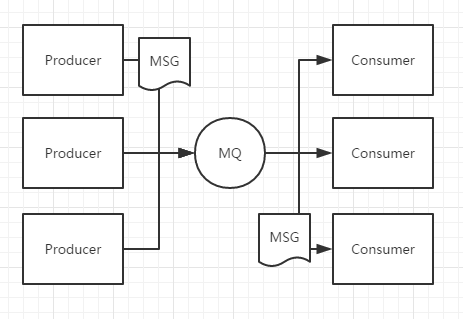 Producer
MSG
Consumer
Producer
MQ
Consumer
Producer
MSG
Consumer